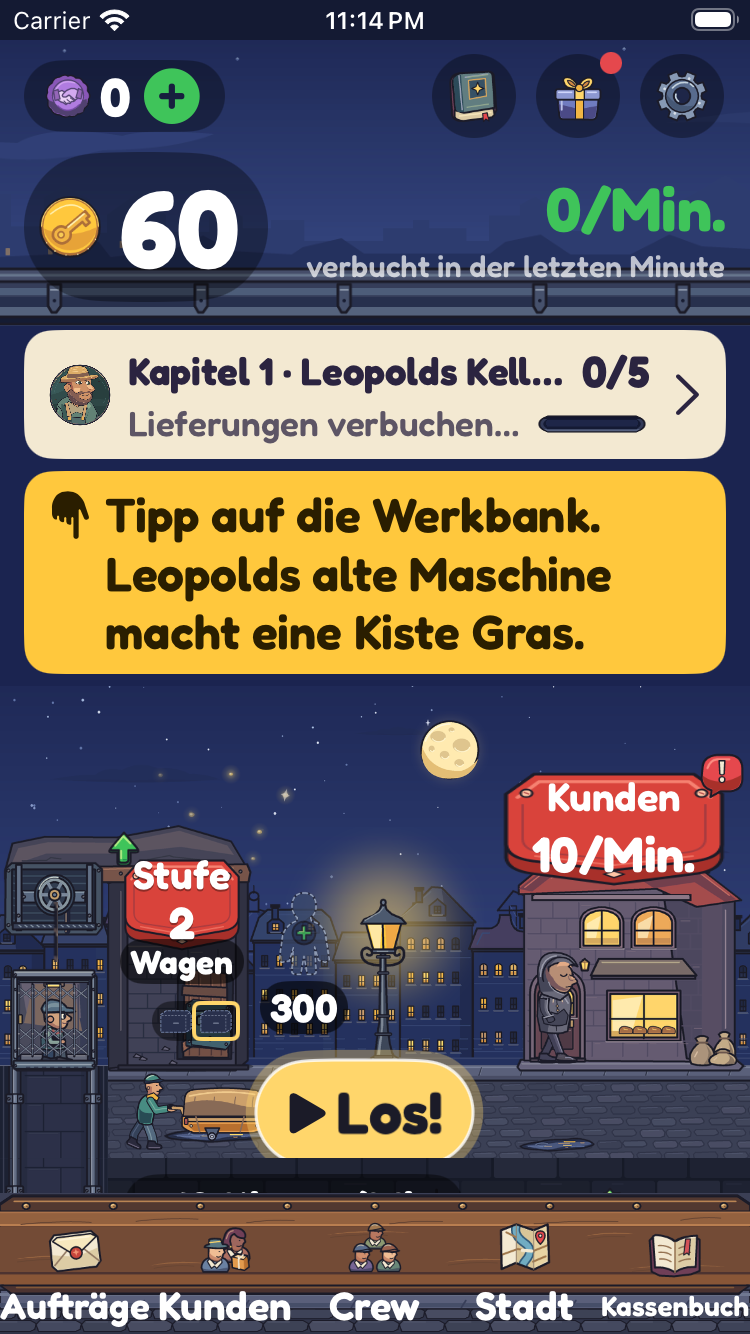 Carrier
11:14 PM
0
60
0/Min.
verbucht in der letzten Minute
Kapitel 1 · Leopolds Kell... 0/5
Lieferungen verbuchen...
Tipp auf die Werkbank.
Leopolds alte Maschine
macht eine Kiste Gras.
Kunden
10/Min.
Stufe
2
Wagen
300
Los!
Aufträge
Kunden
Crew
Stadt
Kassenbuch